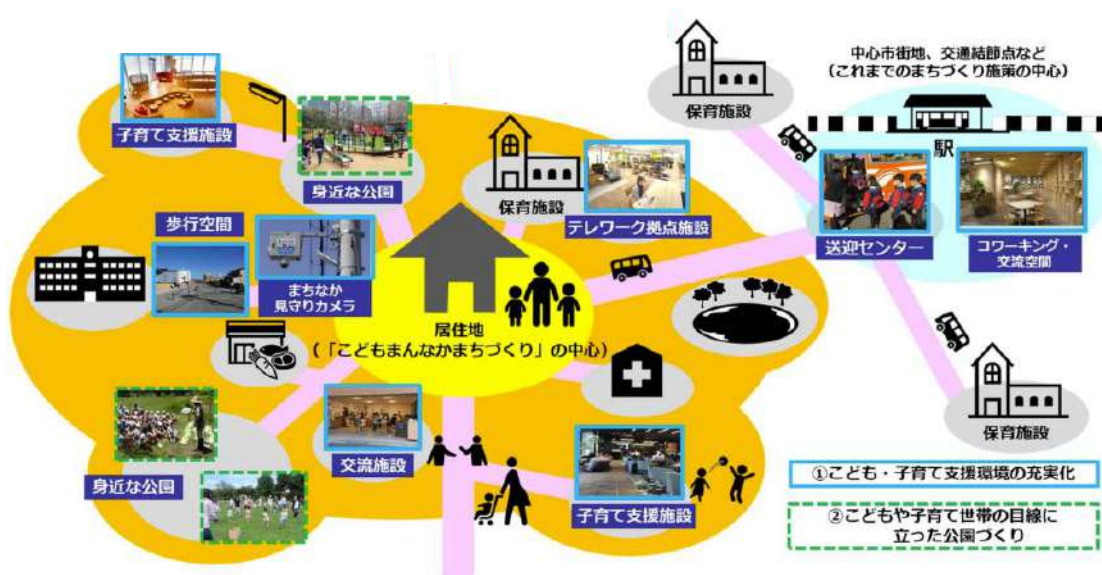 中心市街地、交通結節点など
（これまでのまちづくり施策の中心）
保育施設
駅
子育て支援施設
身近な公園
保育施設
テレワーク拠点施設
送迎センター
コワーキング・
交流空間
歩行空間
まちなか
見守りカメラ
居住地
（「こどもまんなかまちづくり」の中心）
保育施設
身近な公園
交流施設
子育て支援施設
①こども・子育て支援環境の充実化
②こどもや子育て世帯の目線に
立った公園づくり